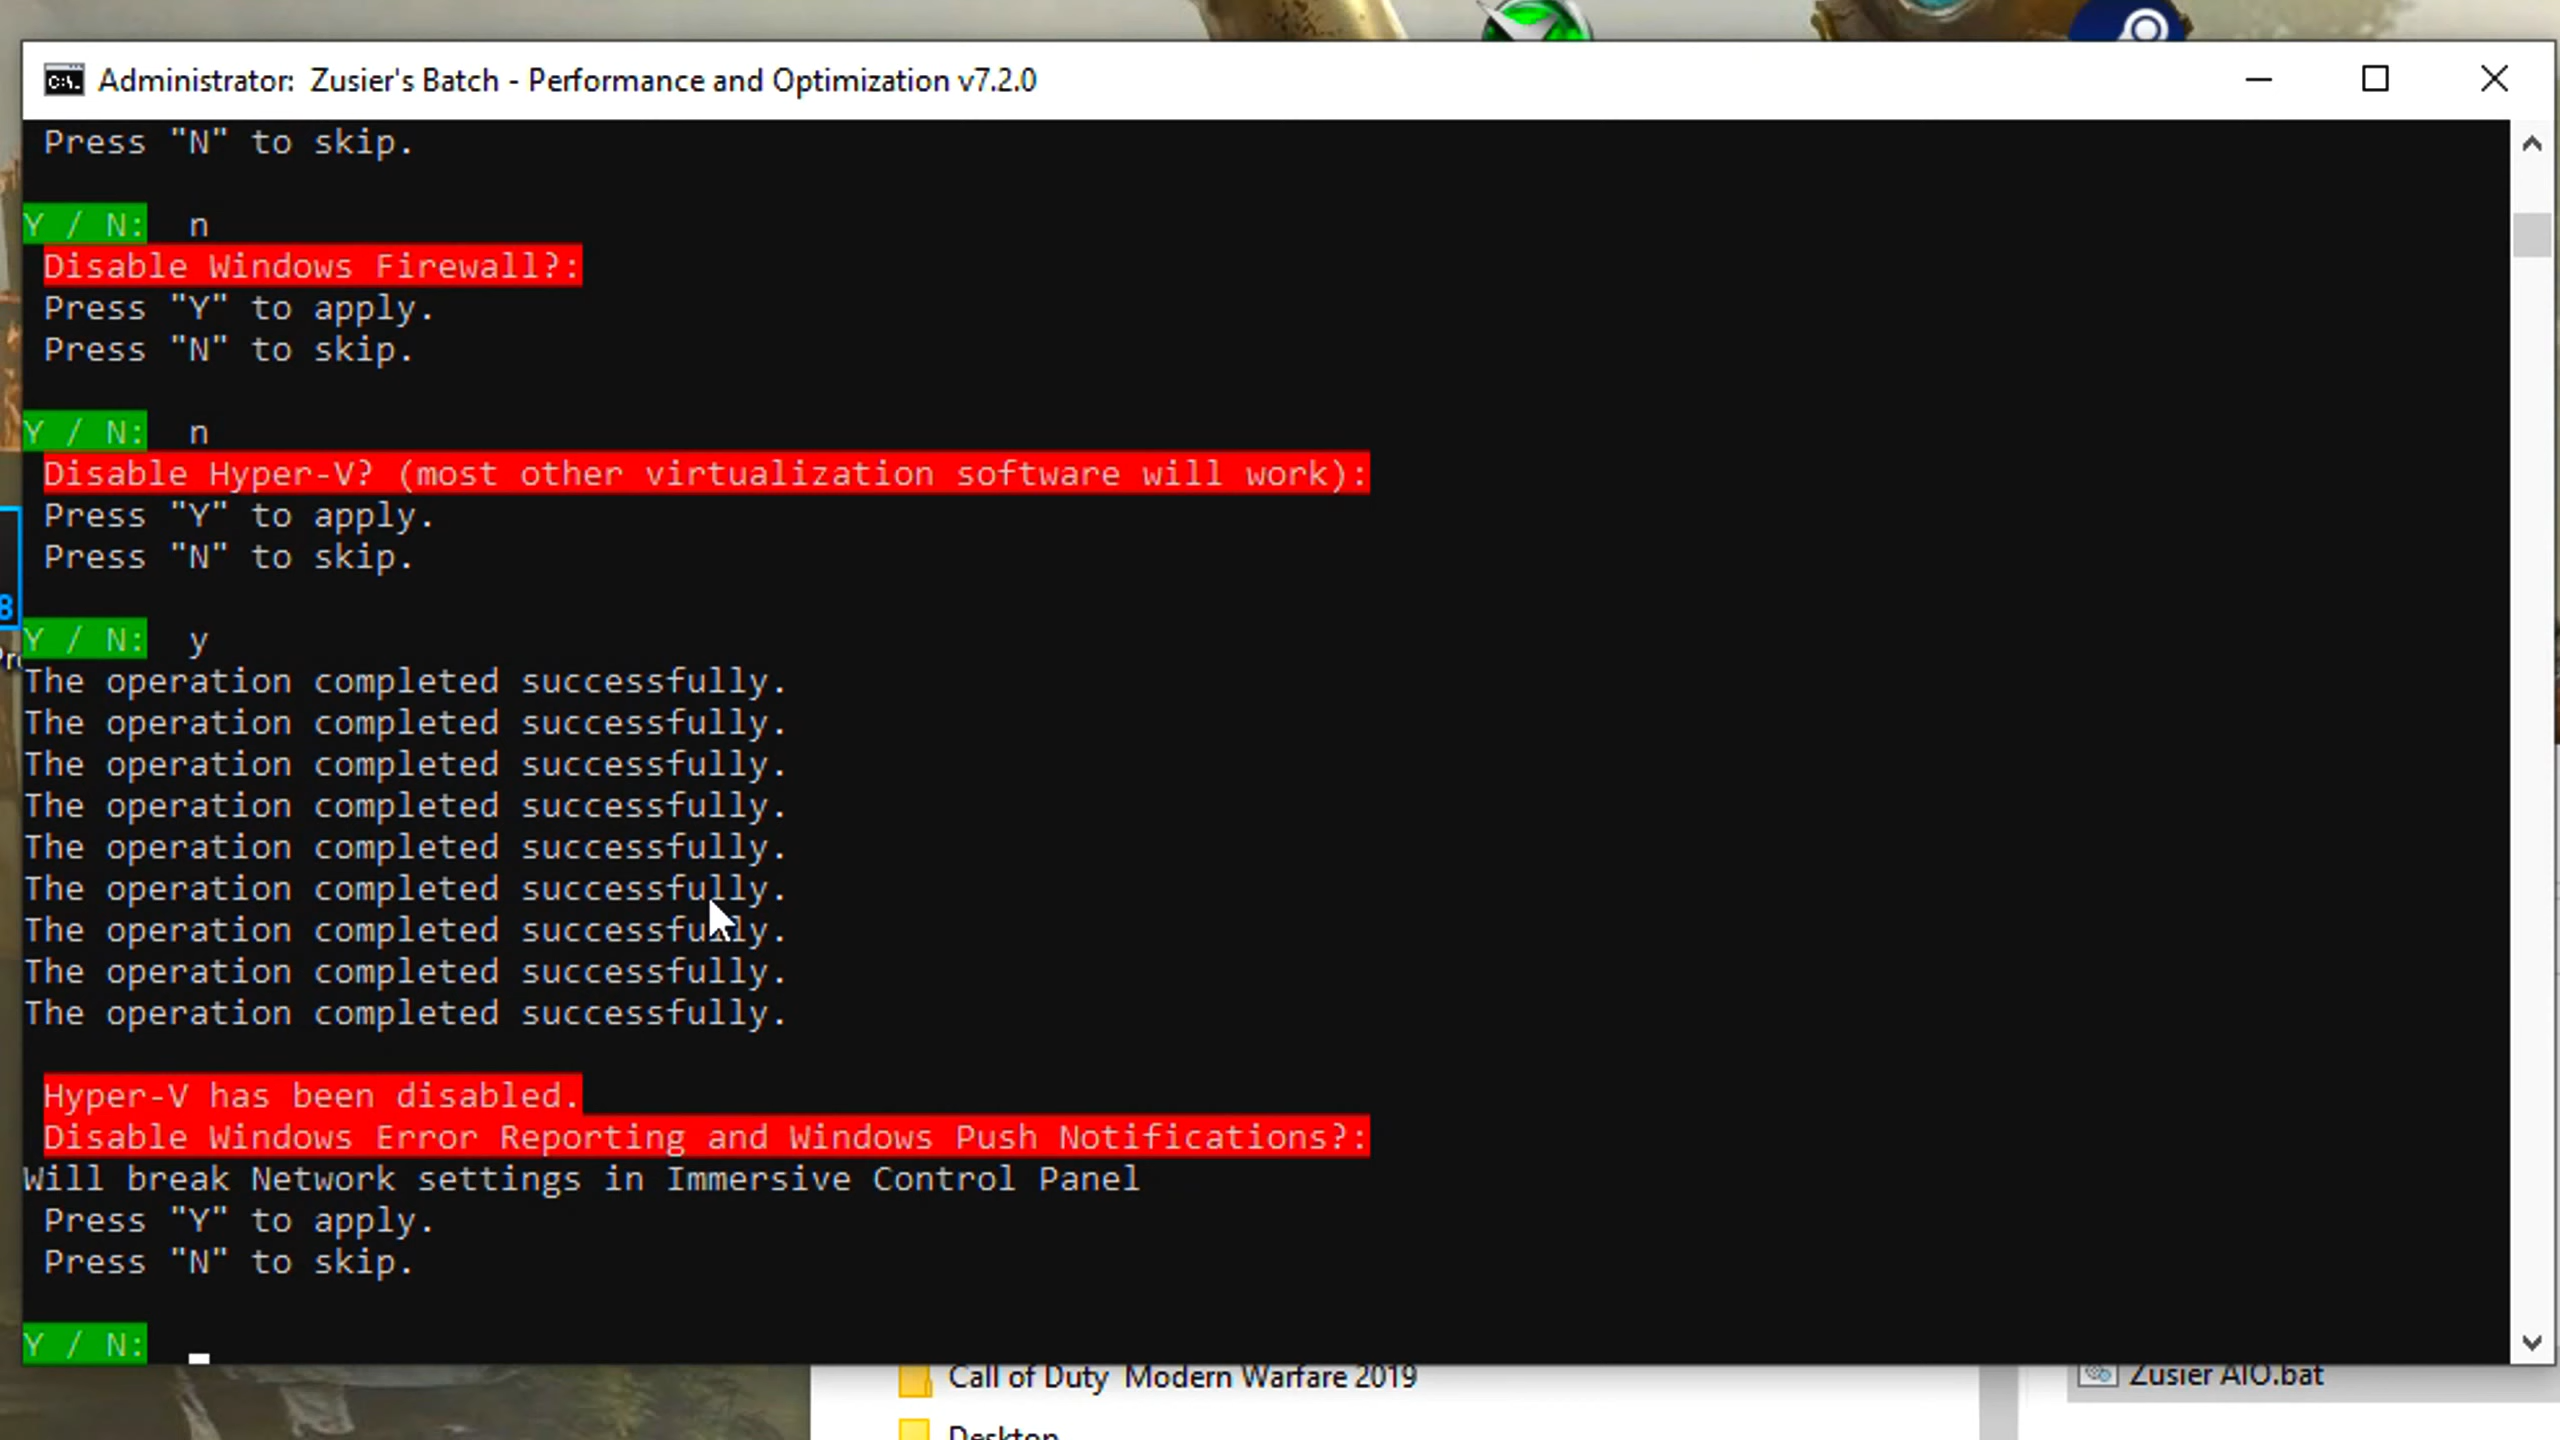 Administrator:  Zusier's Batch - Performance and Optimization v7.2.0
Press "N" to skip.
Y / N:  n
Disable Windows Firewall?:
Press "Y" to apply.
Press "N" to skip.
Y / N:  n
Disable Hyper-V? (most other virtualization software will work):
Press "Y" to apply.
Press "N" to skip.
Y / N:  y
The operation completed successfully.
The operation completed successfully.
The operation completed successfully.
The operation completed successfully.
The operation completed successfully.
The operation completed successfully.
The operation completed successfully.
The operation completed successfully.
The operation completed successfully.
Hyper-V has been disabled.
Disable Windows Error Reporting and Windows Push Notifications?:
Will break Network settings in Immersive Control Panel
Press "Y" to apply.
Press "N" to skip.
Y / N:
Call of Duty  Modern Warfare 2019
Zusier AIO.bat
Desktop